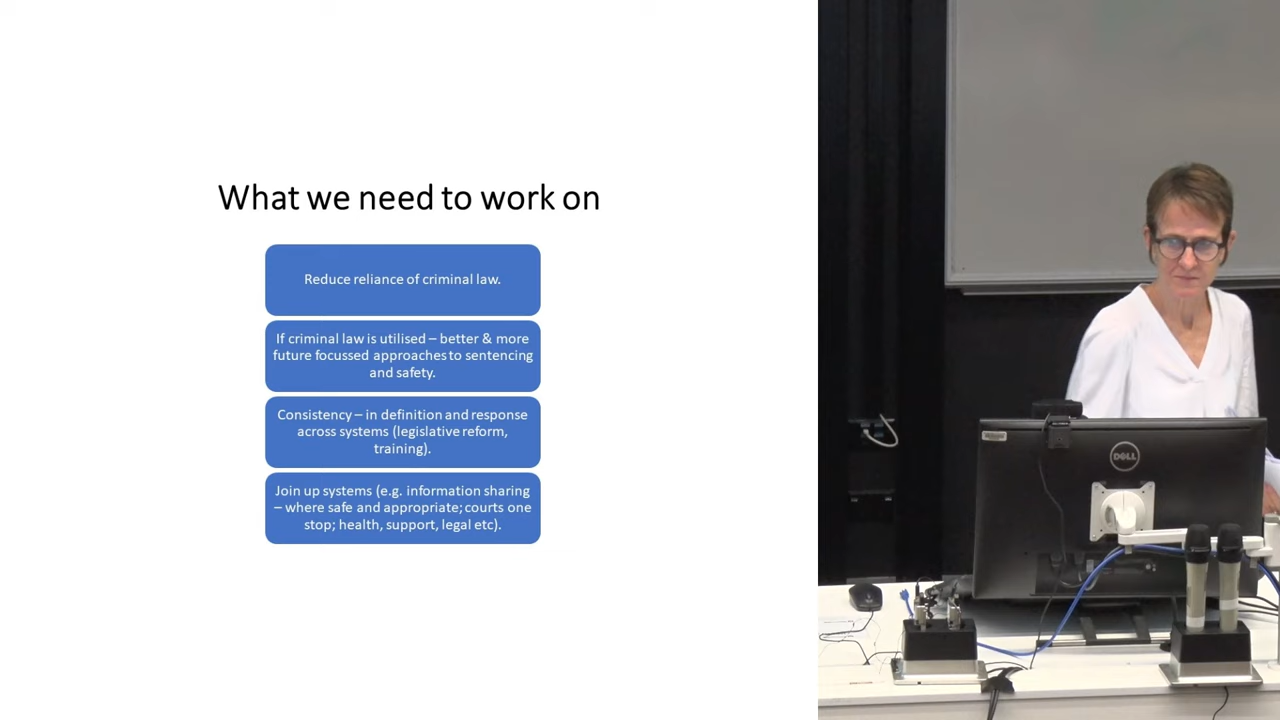 What we need to work on
Reduce reliance of criminal law.
If criminal law is utilised – better & more
future focussed approaches to sentencing
and safety.
Consistency – in definition and response
across systems (legislative reform,
training).
Join up systems (e.g. information sharing
– where safe and appropriate; courts one
stop; health, support, legal etc).
DELL